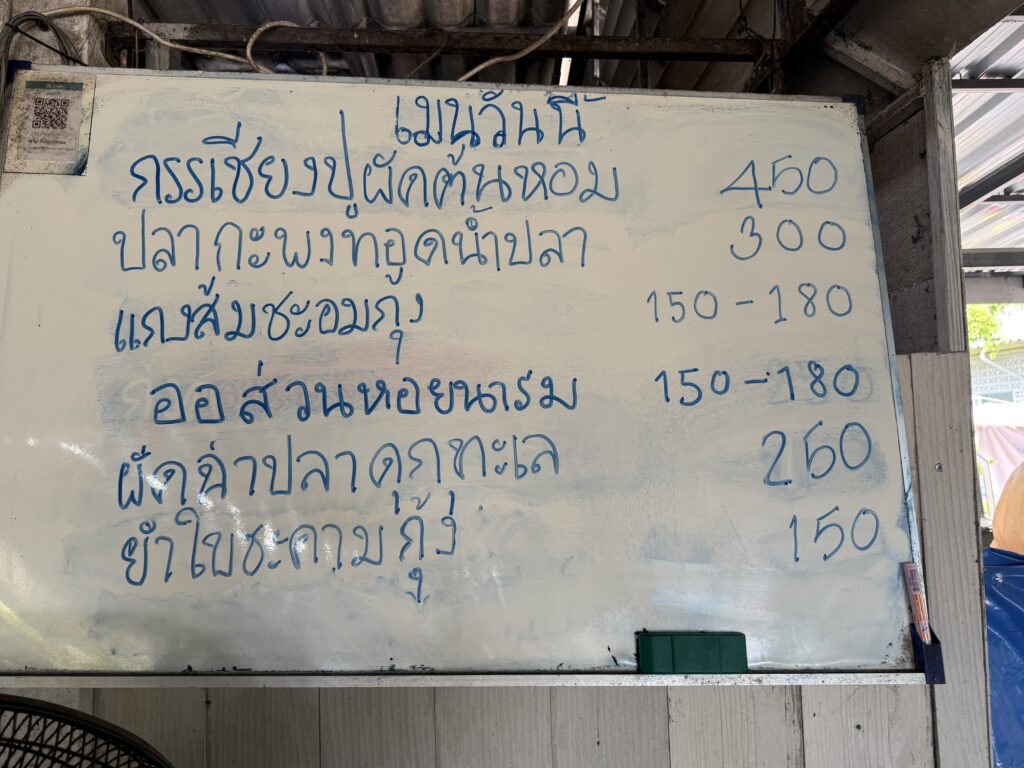 เมนูวันนี้
กรรเชียงปูผัดต้นหอม 450
ปลากะพงทอดน้ำปลา 300
แกงส้มชะอมกุ้ง 150-180
ออส่วนหอยนางรม 150-180
ผัดฉ่าปลาดุกทะเล 250
ยำใบชะคามกุ้ง 150